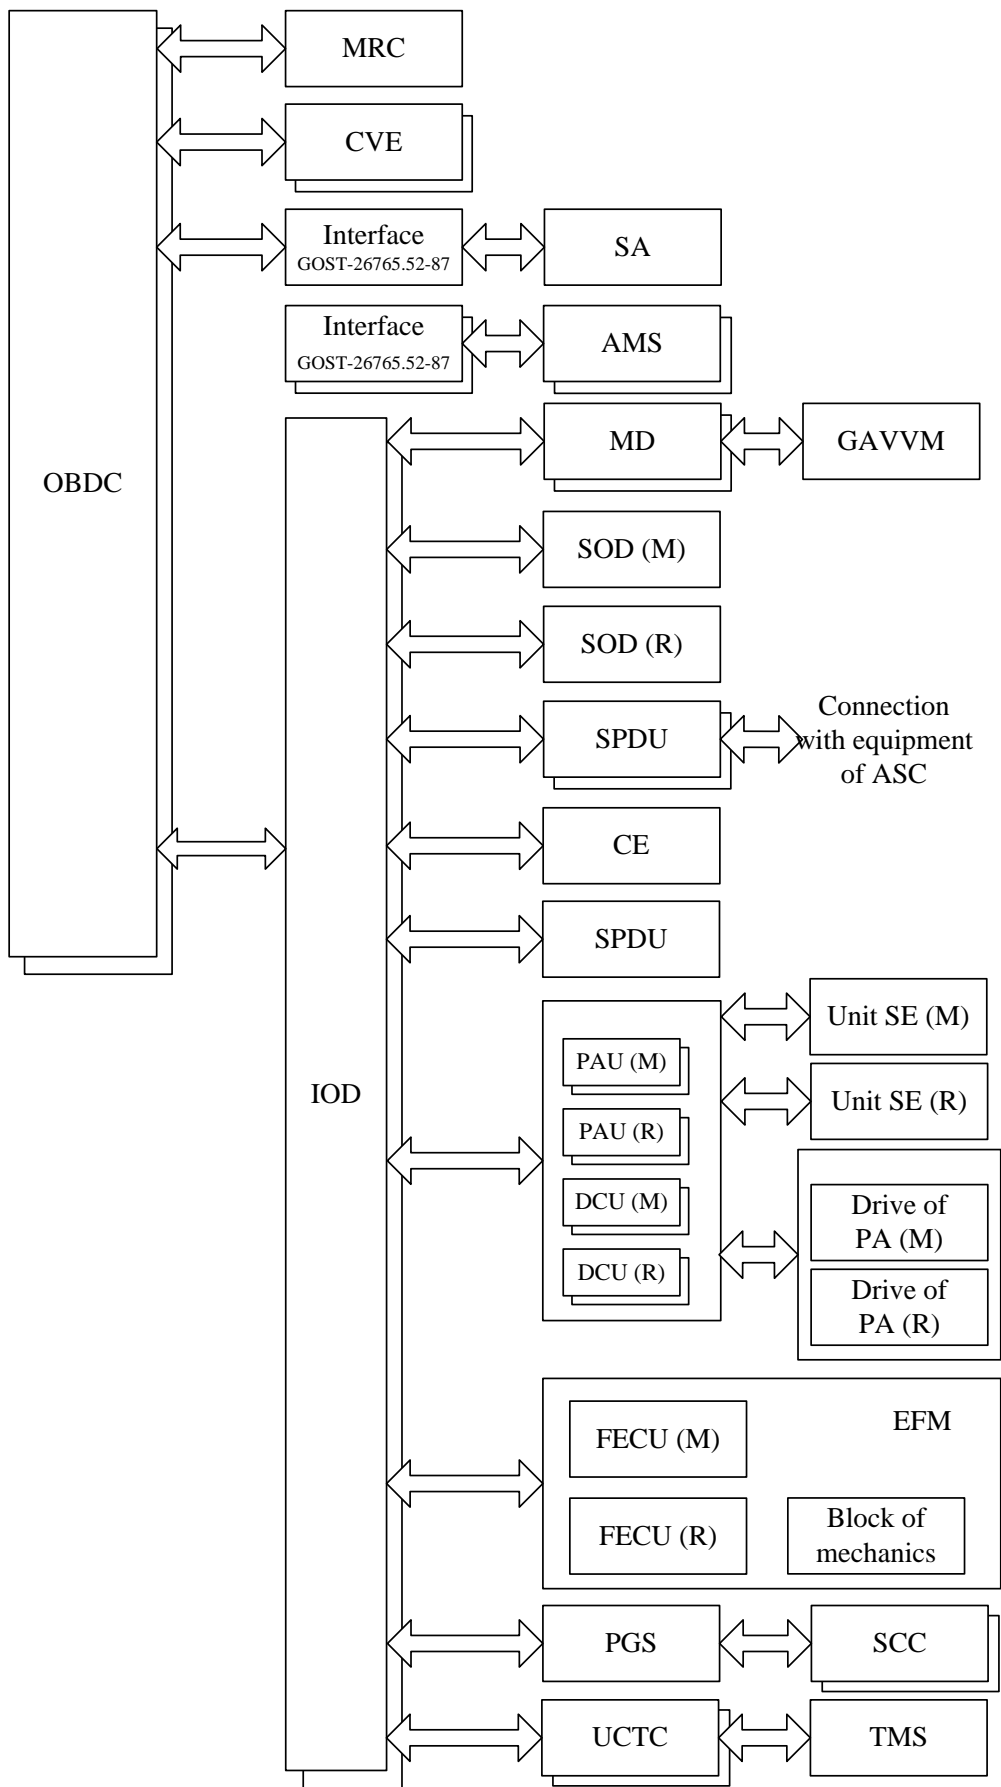 MRC
CVE
Interface
GOST-26765.52-87
SA
Interface
GOST-26765.52-87
AMS
MD
GAVVM
OBDC
SOD (M)
SOD (R)
SPDU
Connection
with equipment
of ASC
CE
SPDU
IOD
PAU (M)
PAU (R)
DCU (M)
DCU (R)
Unit SE (M)
Unit SE (R)
Drive of
PA (M)
Drive of
PA (R)
EFM
FECU (M)
FECU (R)
Block of
mechanics
PGS
SCC
UCTC
TMS